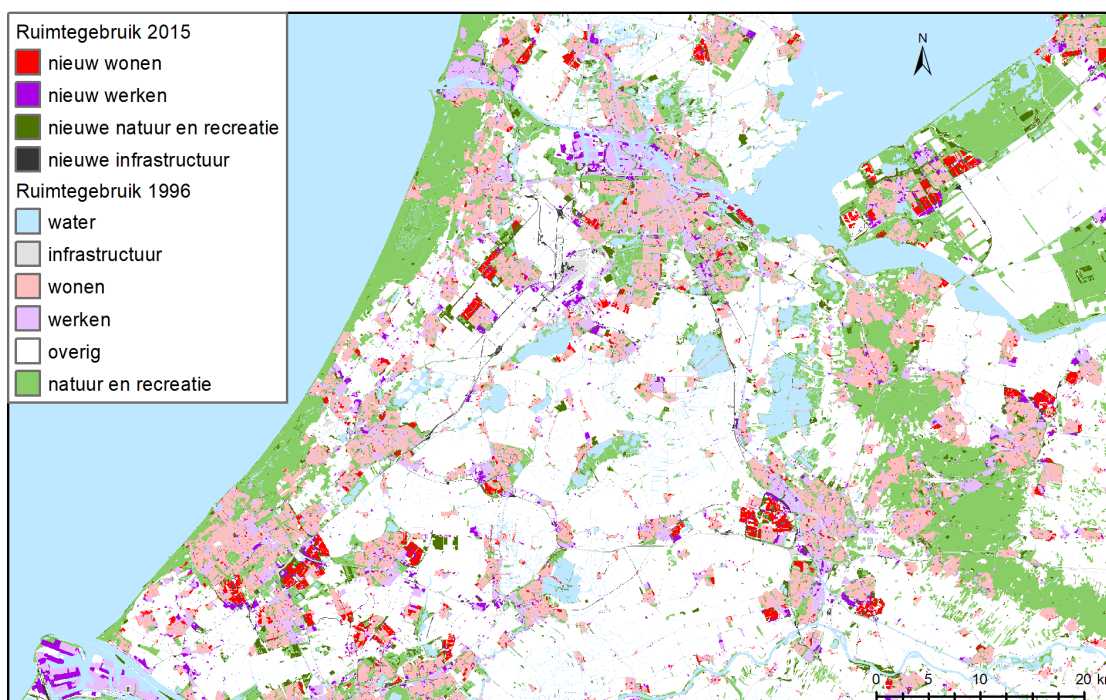 Ruimtegebruik 2015
nieuw wonen
nieuw werken
nieuwe natuur en recreatie
nieuwe infrastructuur
Ruimtegebruik 1996
water
infrastructuur
wonen
werken
overig
natuur en recreatie
N
0 5 10 20 km